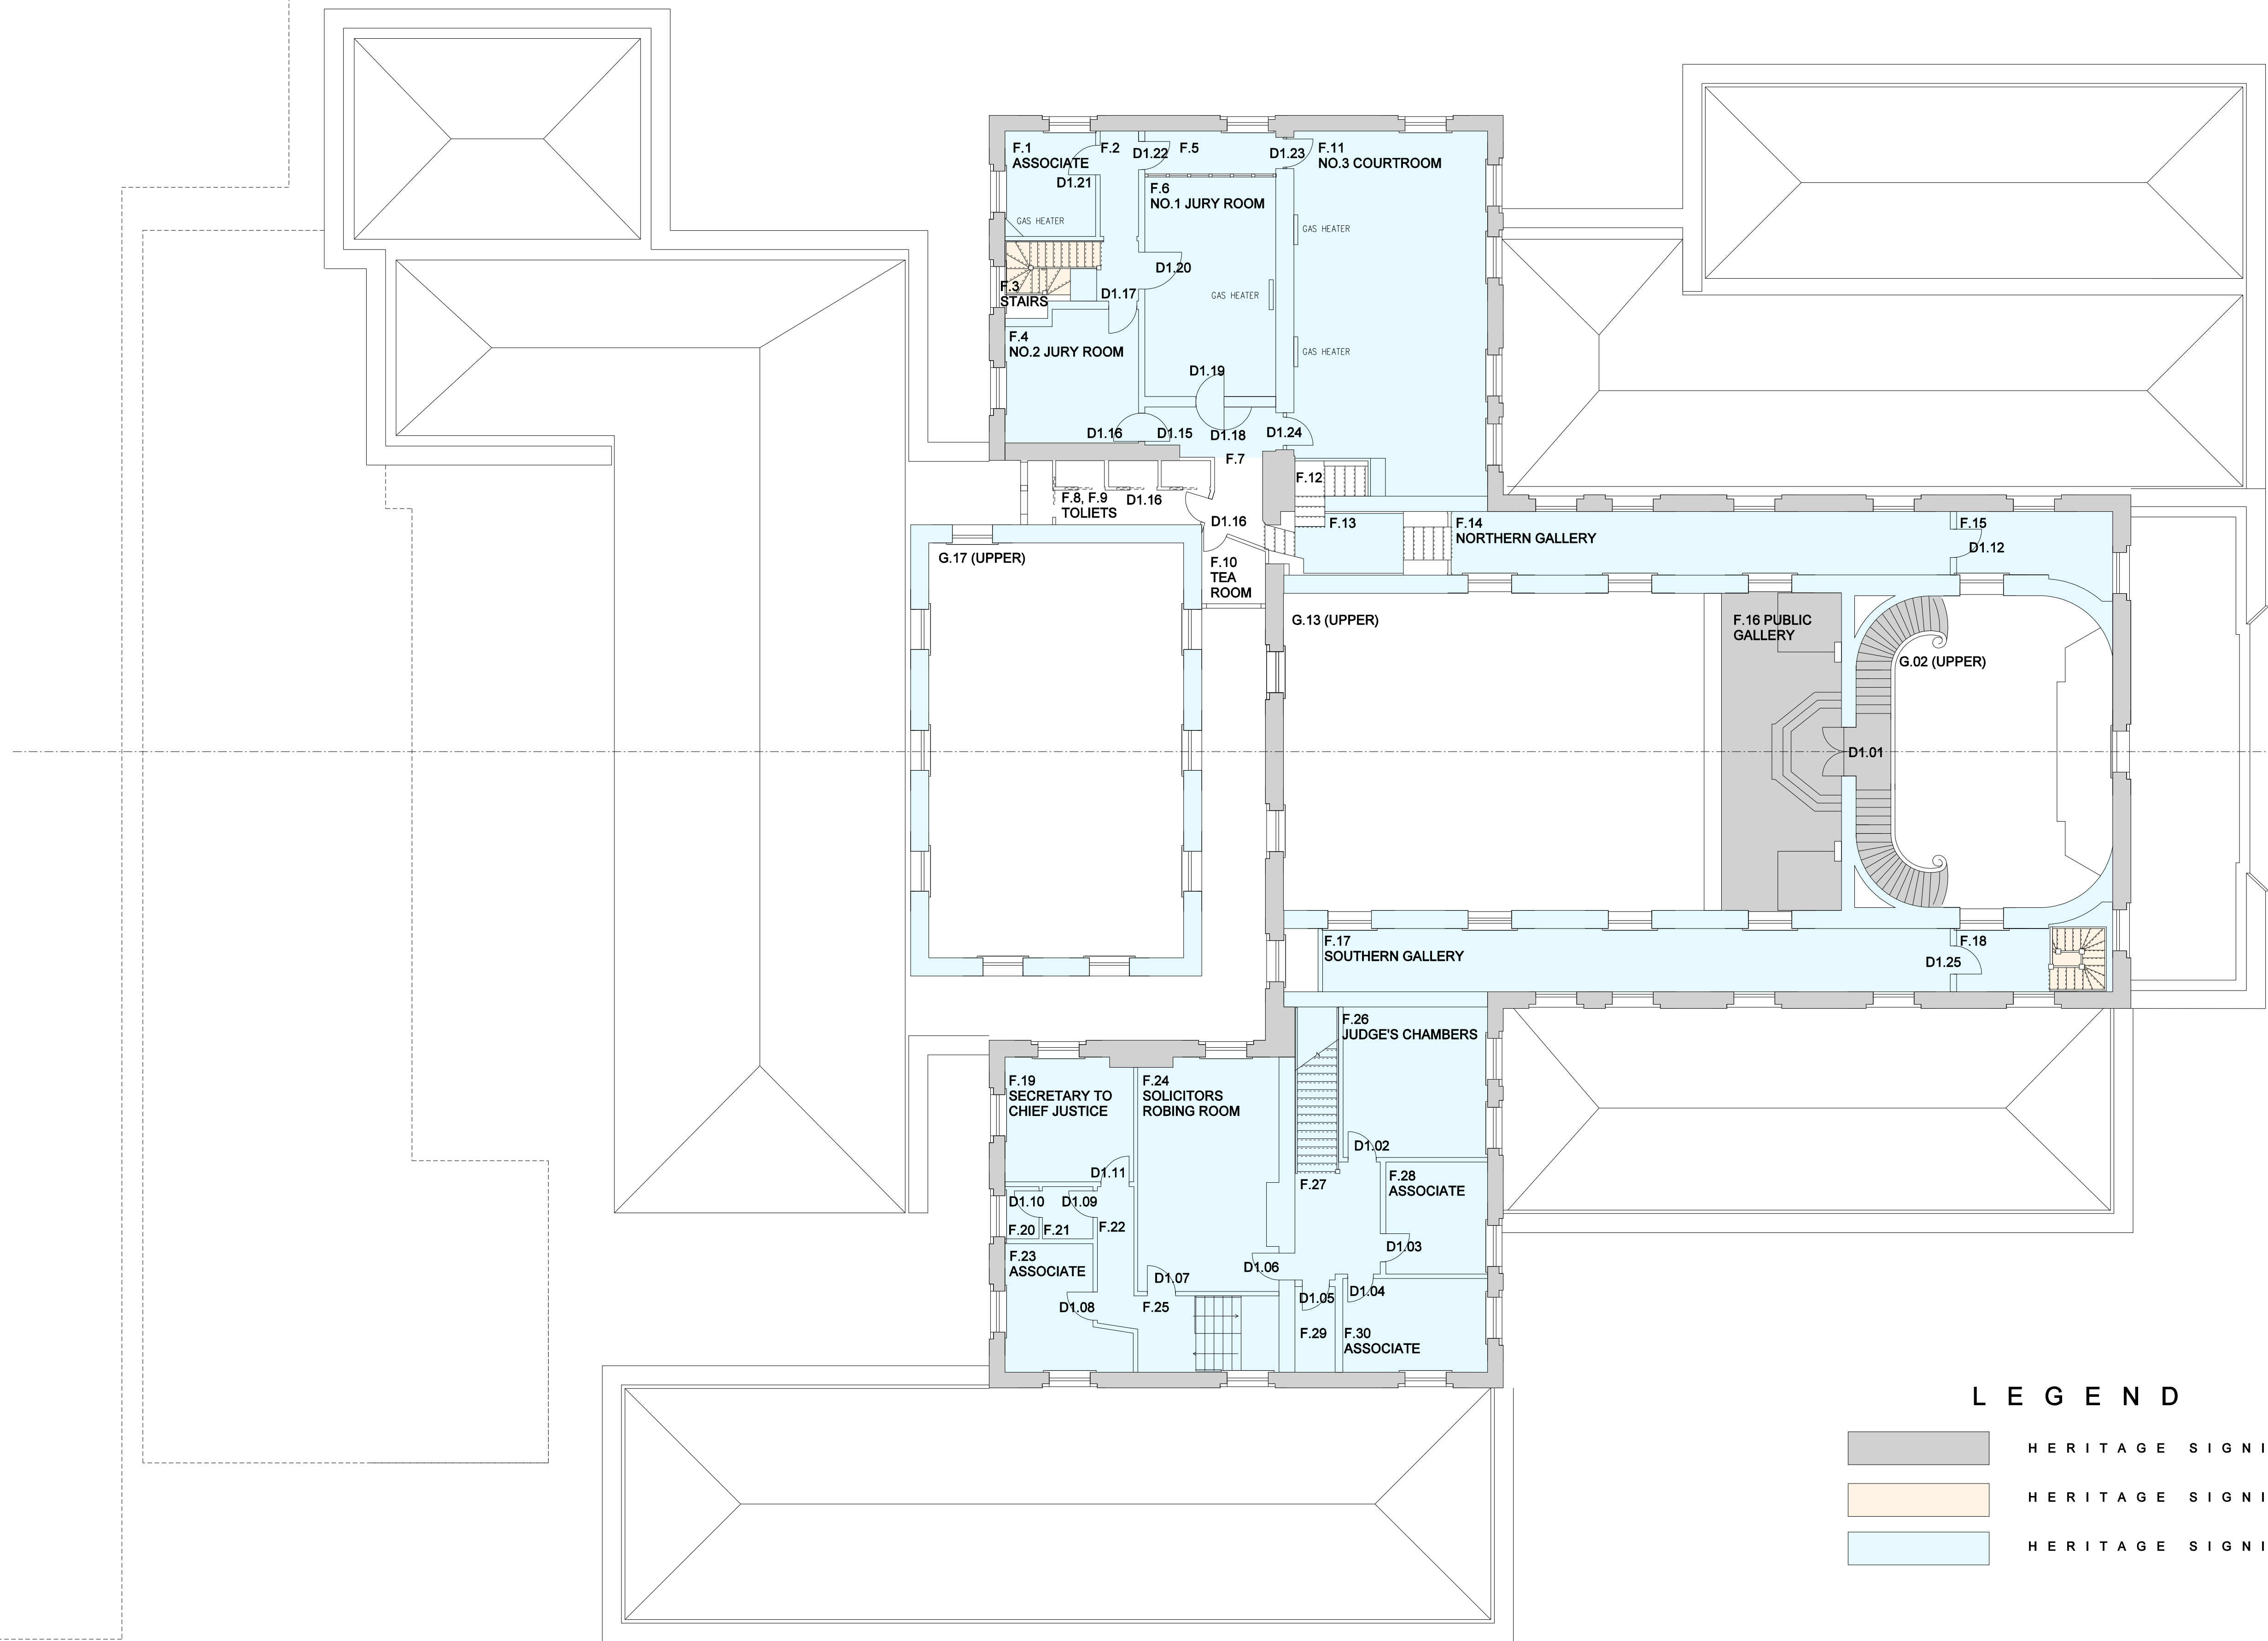 F.1
ASSOCIATE
F.2
D1.22
F.5
D1.23
F.11
NO.3 COURTROOM
D1.21
F.6
NO.1 JURY ROOM
GAS HEATER
GAS HEATER
D1.20
F.3
STAIRS
D1.17
GAS HEATER
F.4
NO.2 JURY ROOM
GAS HEATER
D1.19
D1.16
D1.15
D1.18
D1.24
F.7
F.12
F.8, F.9
TOLIETS
D1.16
D1.16
F.13
F.14
NORTHERN GALLERY
F.15
D1.12
G.17 (UPPER)
F.10
TEA
ROOM
G.13 (UPPER)
F.16 PUBLIC
GALLERY
G.02 (UPPER)
D1.01
F.17
SOUTHERN GALLERY
F.18
D1.25
F.26
JUDGE'S CHAMBERS
F.19
SECRETARY TO
CHIEF JUSTICE
F.24
SOLICITORS
ROBING ROOM
D1.02
D1.11
F.27
F.28
ASSOCIATE
D1.10
D1.09
F.20
F.21
F.22
D1.03
F.23
ASSOCIATE
D1.06
D1.07
D1.08
F.25
D1.05
D1.04
F.29
F.30
ASSOCIATE
LEGEND
HERITAGE SIGNI
HERITAGE SIGNI
HERITAGE SIGNI